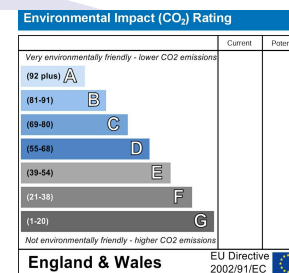 Environmental Impact (CO₂) Rating
Current
Very environmentally friendly - lower CO2 emissions
(92 plus) A
(81-91) B
(69-80) C
(55-68) D
(39-54) E
(21-38) F
(1-20) G
Not environmentally friendly - higher CO2 emissions
England & Wales
EU Directive
2002/91/EC